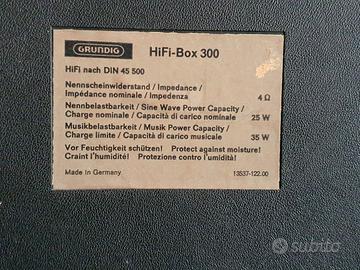 GRUNDIG
HiFi-Box 300
HiFi nach DIN 45 500
Nennscheinwiderstand / Impedance /
Impédance nominale / Impedenza 4 Ω
Nennbelastbarkeit / Sine Wave Power Capacity /
Charge nominale / Capacità di carico nominale 25 W
Musikbelastbarkeit / Musik Power Capacity /
Charge limite / Capacità di carico musicale 35 W
Vor Feuchtigkeit schützen! Protect against moisture!
Craint l'humidité! Protezione contro l'umidità!
Made in Germany 13537-122.00
subito